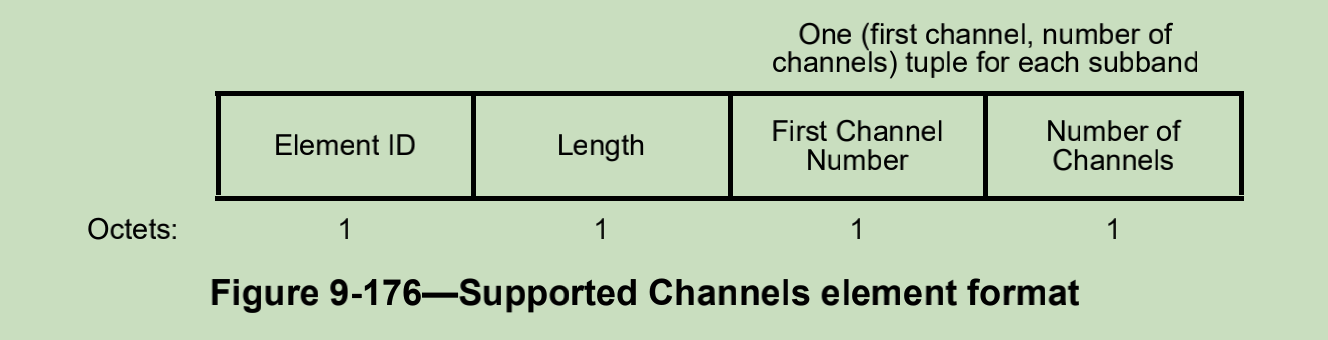 One (first channel, number of
channels) tuple for each subband
Element ID
Length
First Channel
Number
Number of
Channels
Octets: 1 1 1 1
Figure 9-176—Supported Channels element format